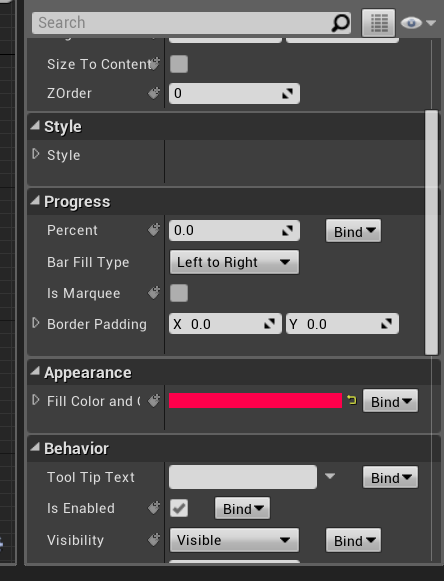 Search
Size To Content
ZOrder 0
Style
Style
Progress
Percent 0.0 Bind
Bar Fill Type Left to Right
Is Marquee
Border Padding X 0.0 Y 0.0
Appearance
Fill Color and Bind
Behavior
Tool Tip Text Bind
Is Enabled Bind
Visibility Visible Bind